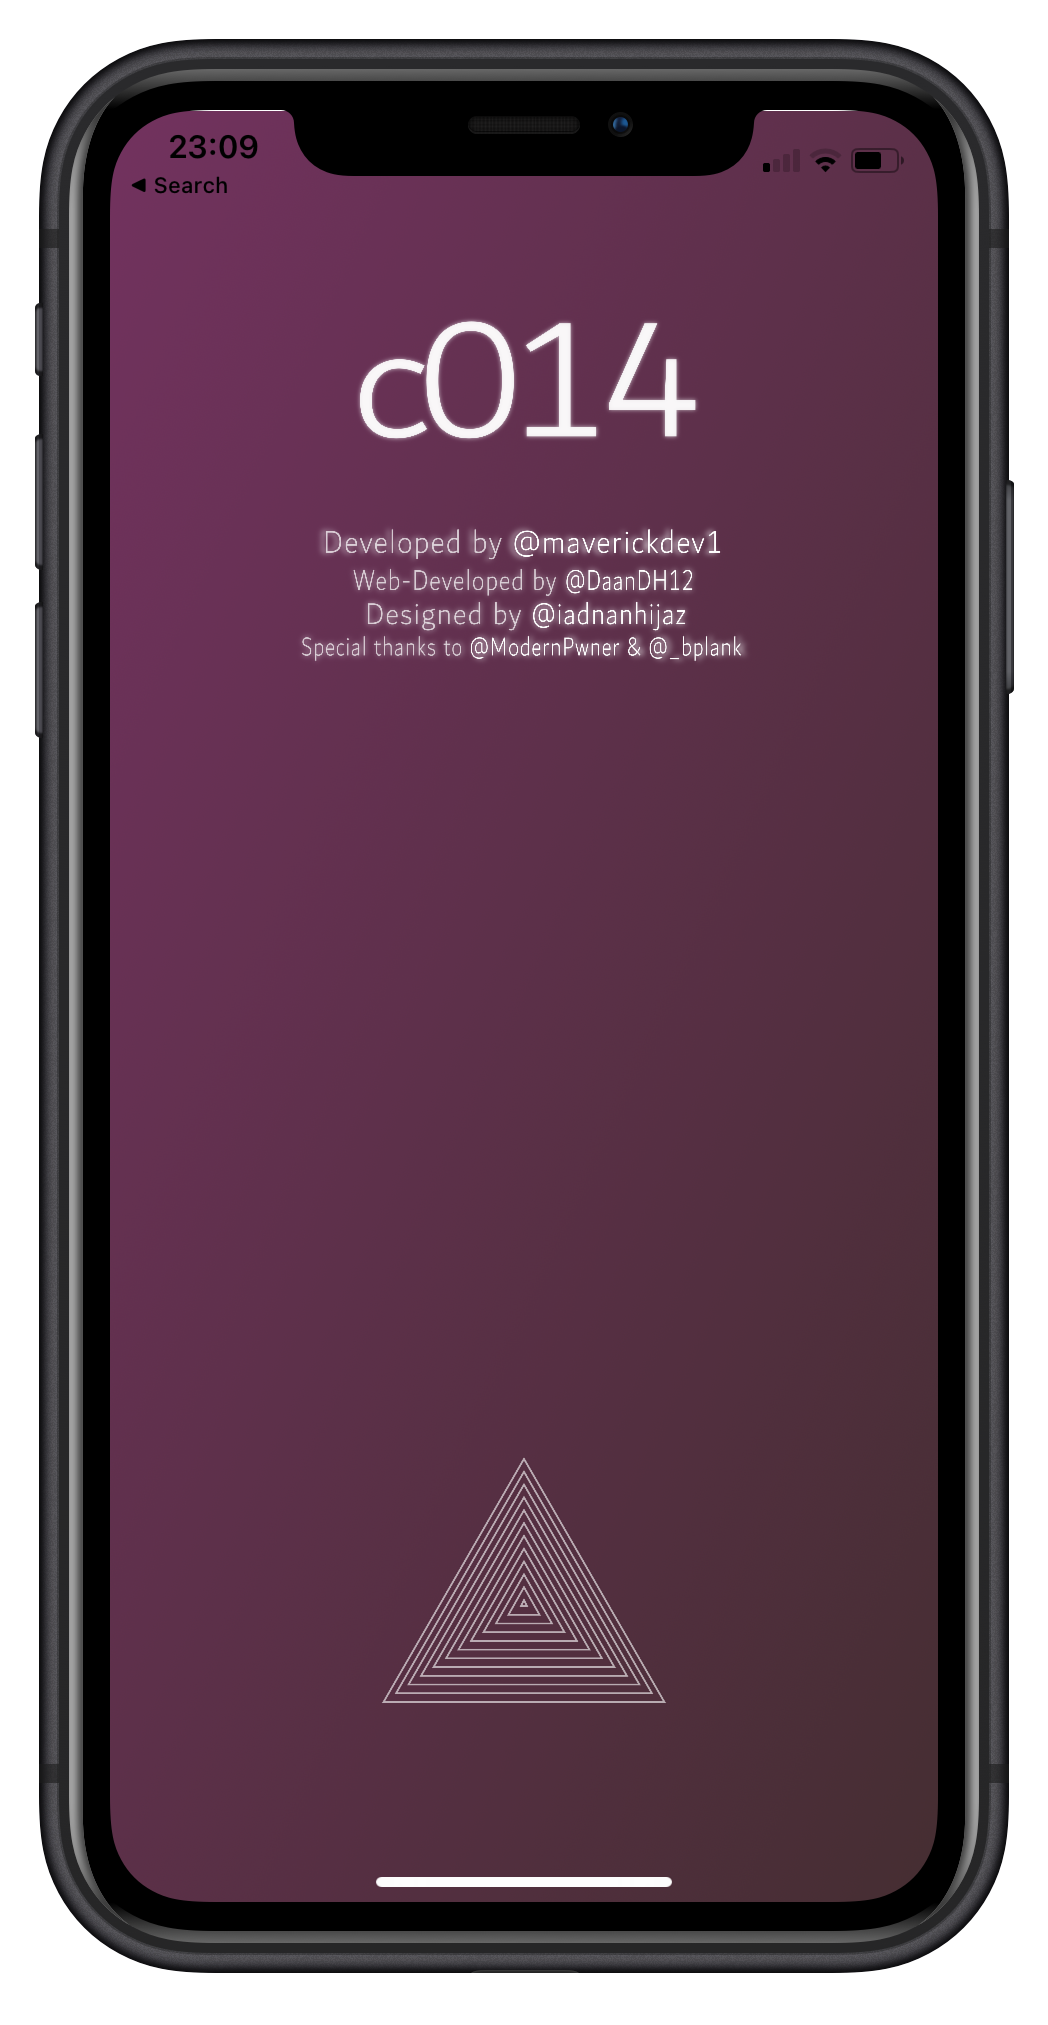 23:09
◀ Search
c014
Developed by @maverickdev1
Web-Developed by @DaanDH12
Designed by @iadnanhijaz
Special thanks to @ModernPwner & @_bplank